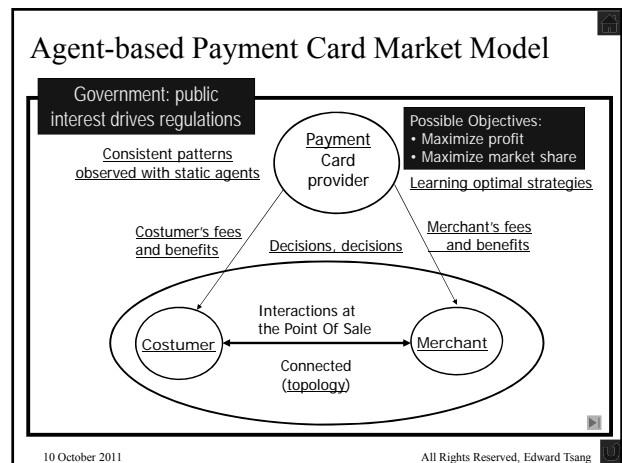 Agent-based Payment Card Market Model
Government: public
interest drives regulations
Payment
Card
provider
Possible Objectives:
• Maximize profit
• Maximize market share
Consistent patterns
observed with static agents
Learning optimal strategies
Costumer's fees
and benefits
Decisions, decisions
Merchant's fees
and benefits
Interactions at
the Point Of Sale
Costumer
Merchant
Connected
(topology)
10 October 2011
All Rights Reserved, Edward Tsang